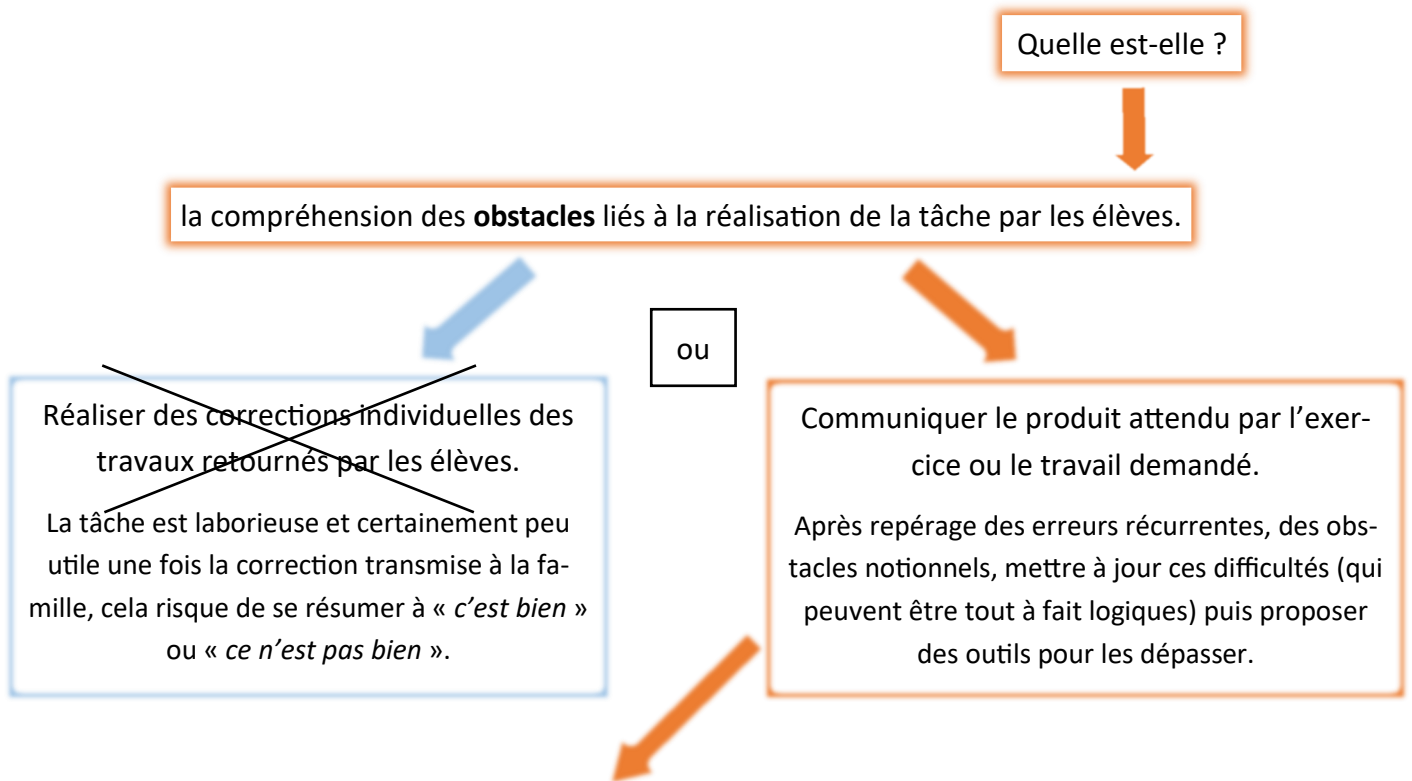 Quelle est-elle ?
la compréhension des obstacles liés à la réalisation de la tâche par les élèves.
ou
Réaliser des corrections individuelles des
travaux retournés par les élèves.
La tâche est laborieuse et certainement peu
utile une fois la correction transmise à la fa-
mille, cela risque de se résumer à « c’est bien »
ou « ce n’est pas bien ».
Communiquer le produit attendu par l’exer-
cice ou le travail demandé.
Après repérage des erreurs récurrentes, des obs-
tacles notionnels, mettre à jour ces difficultés (qui
peuvent être tout à fait logiques) puis proposer
des outils pour les dépasser.